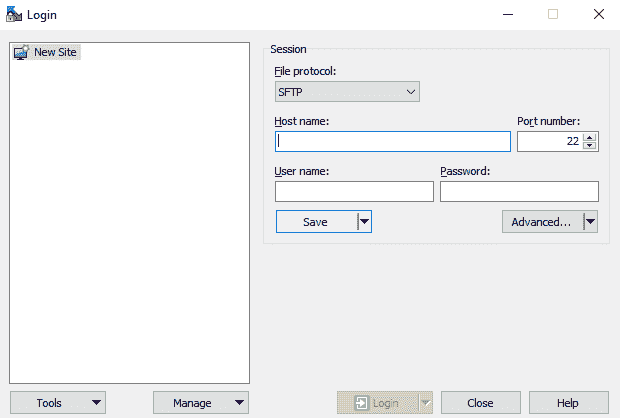 Login
New Site
Session
File protocol:
SFTP
Host name:
Port number:
22
User name:
Password:
Save
Advanced...
Tools
Manage
Login
Close
Help